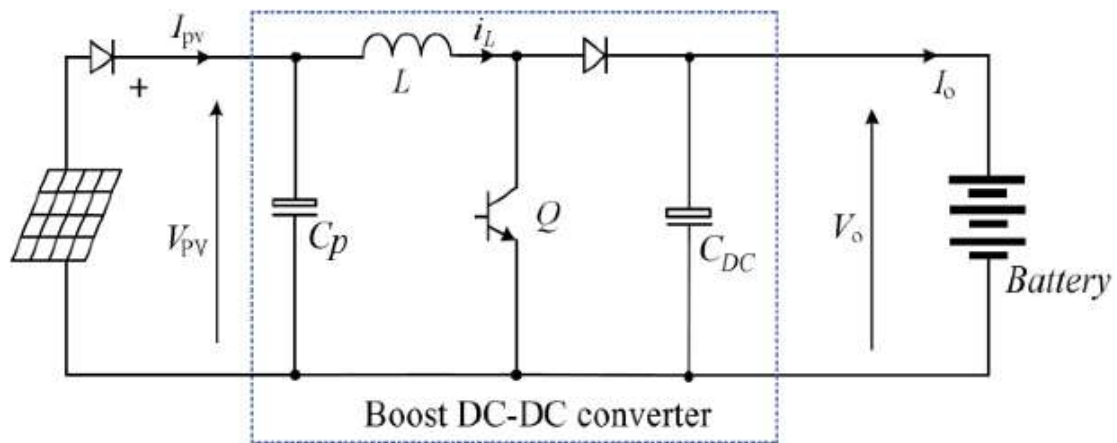 I_pv
i_L
+
L
I_o
V_PV
C_p
Q
C_DC
V_o
Battery
Boost DC-DC converter